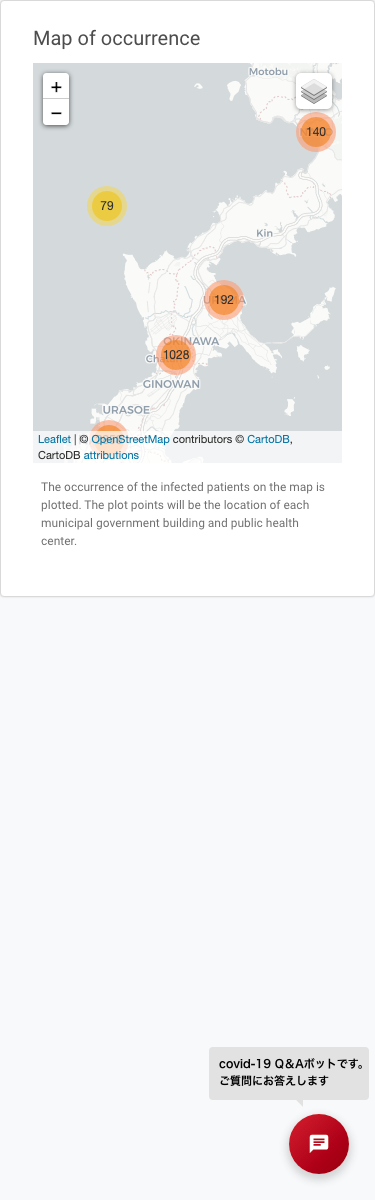 Map of occurrence
Motobu
+
−
140
79
Kin
192
OKINAWA
1028
GINOWAN
URASOE
Leaflet | © OpenStreetMap contributors © CartoDB,
CartoDB attributions
The occurrence of the infected patients on the map is
plotted. The plot points will be the location of each
municipal government building and public health
center.
covid-19 Q&Aボットです。
ご質問にお答えします